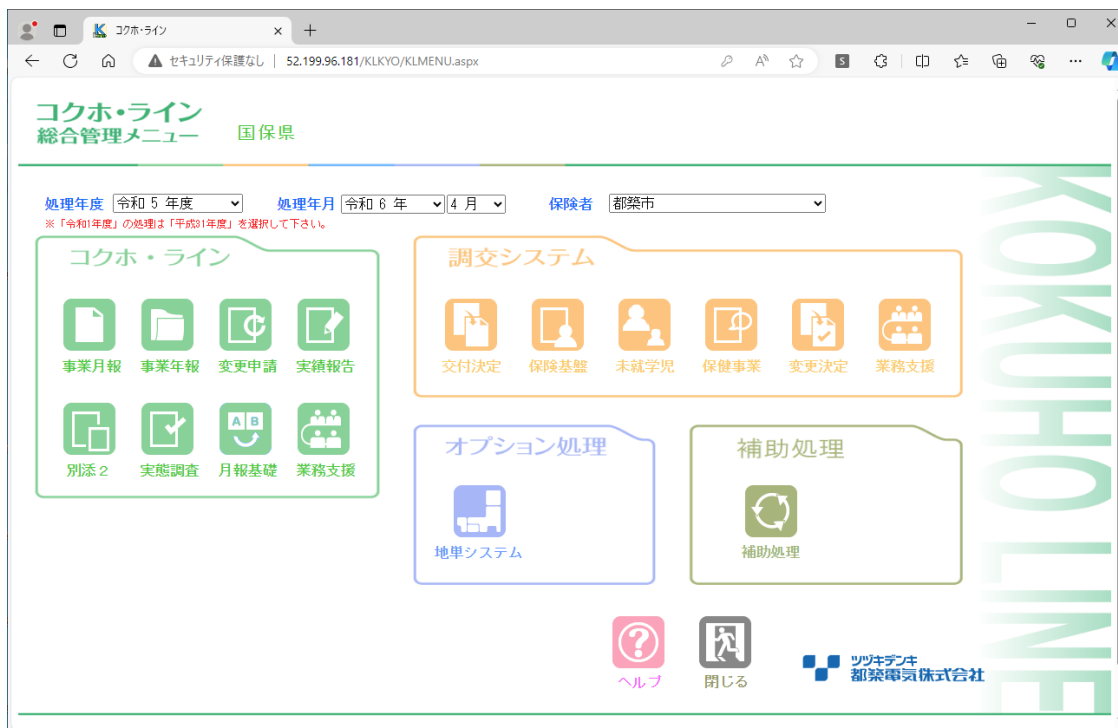 コクホ・ライン
セキュリティ保護なし | 52.199.96.181/KLKYO/KLMENU.aspx
コクホ・ライン
総合管理メニュー 国保県
処理年度 令和 5 年度 処理年月 令和 6 年 4 月 保険者 都築市
※「令和1年度」の処理は「平成31年度」を選択して下さい。
コクホ・ライン
事業月報 事業年報 変更申請 実績報告
別添２ 実態調査 月報基礎 業務支援
調交システム
交付決定 保険基盤 未就学児 保健事業 変更決定 業務支援
オプション処理
地単システム
補助処理
補助処理
ヘルプ 閉じる
ツヅキデンキ
都築電気株式会社
KOKUHO LINE